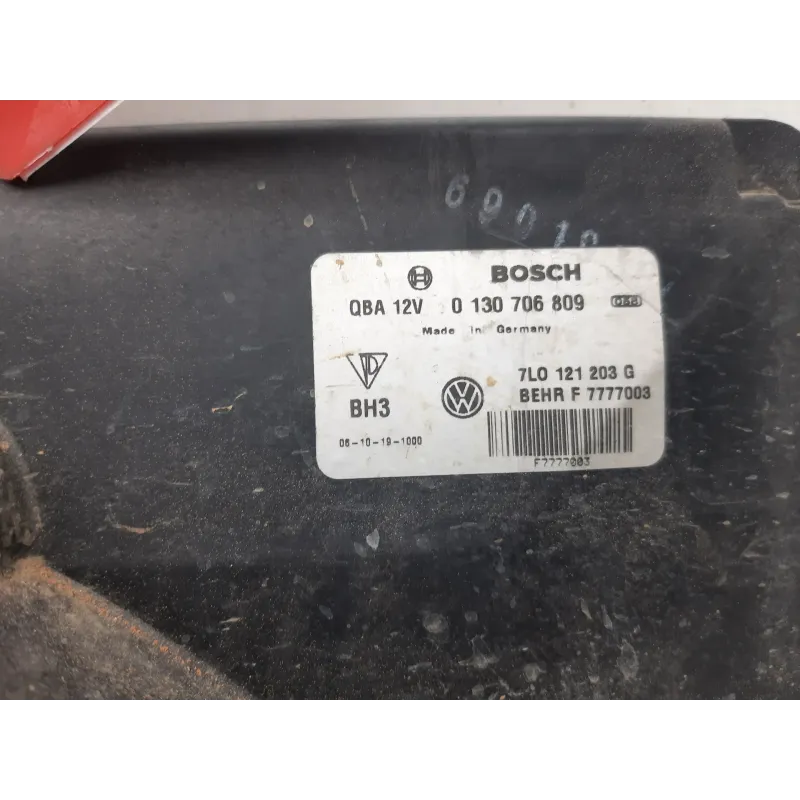 BOSCH
QBA 12V 0 130 706 809
Made in Germany
7L0 121 203 G
BEHR F 7777003
BH3
06-10-19-1000
F7777003